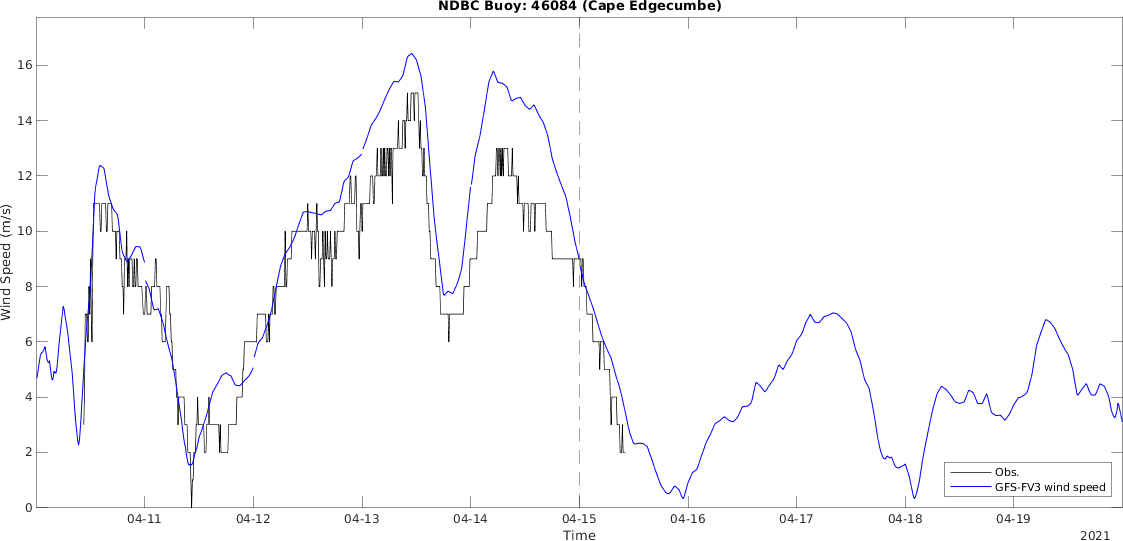 NDBC Buoy: 46084 (Cape Edgecumbe)
Wind Speed (m/s)
16
14
12
10
8
6
4
2
0
Obs.
GFS-FV3 wind speed
04-11 04-12 04-13 04-14 04-15 04-16 04-17 04-18 04-19
Time
2021